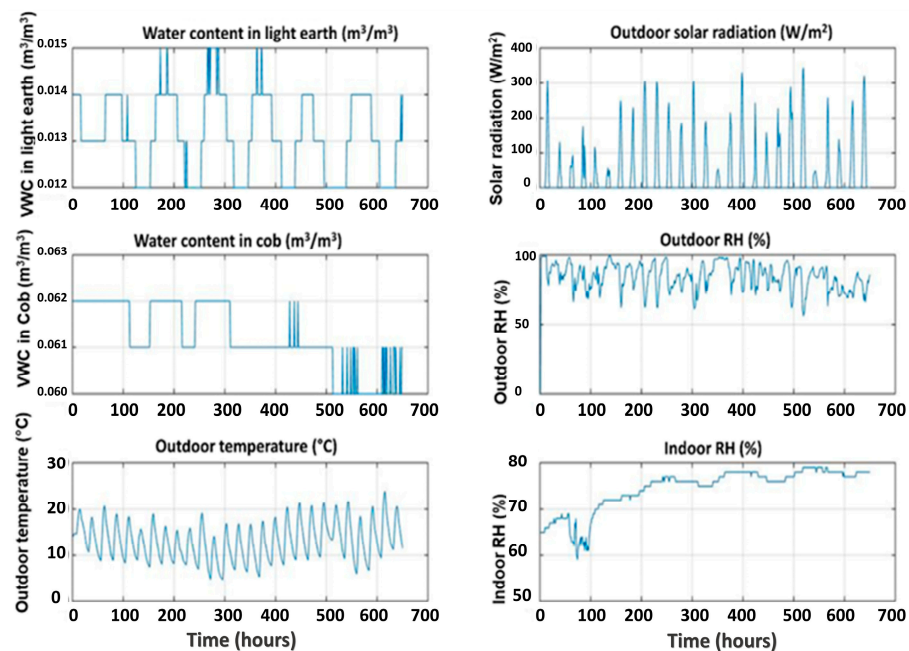 Water content in light earth (m³/m³)
VWC in light earth (m³/m³)
0.015
0.014
0.013
0.012
0 100 200 300 400 500 600 700
Outdoor solar radiation (W/m²)
Solar radiation (W/m²)
400
300
200
100
0
0 100 200 300 400 500 600 700
Water content in cob (m³/m³)
VWC in Cob (m³/m³)
0.063
0.062
0.061
0.060
0 100 200 300 400 500 600 700
Outdoor RH (%)
Outdoor RH (%)
100
50
0
0 100 200 300 400 500 600 700
Outdoor temperature (°C)
Outdoor temperature (°C)
30
20
10
0
0 100 200 300 400 500 600 700
Time (hours)
Indoor RH (%)
Indoor RH (%)
80
70
60
50
0 100 200 300 400 500 600 700
Time (hours)